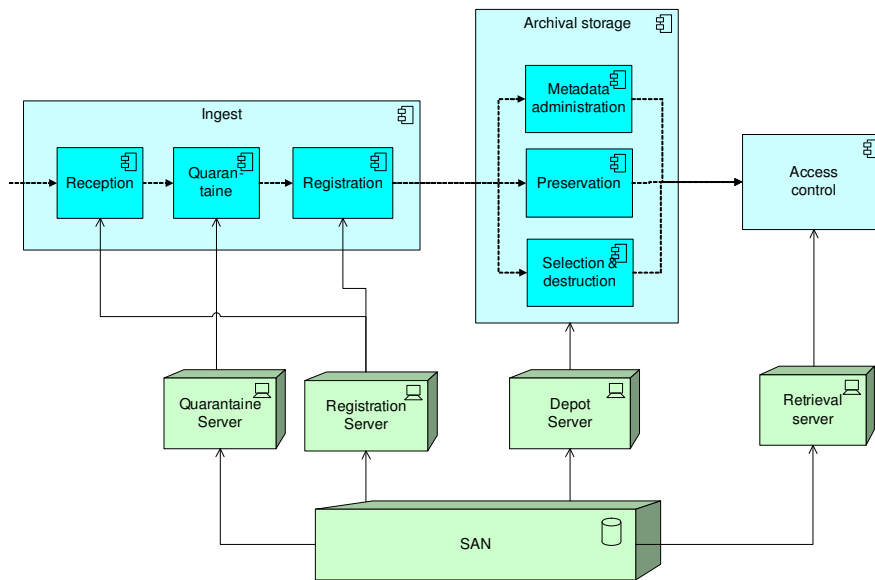 Archival storage
Ingest
Metadata
administration
Reception
Quaran-
taine
Registration
Preservation
Access
control
Selection &
destruction
Quarantaine
Server
Registration
Server
Depot
Server
Retrieval
server
SAN